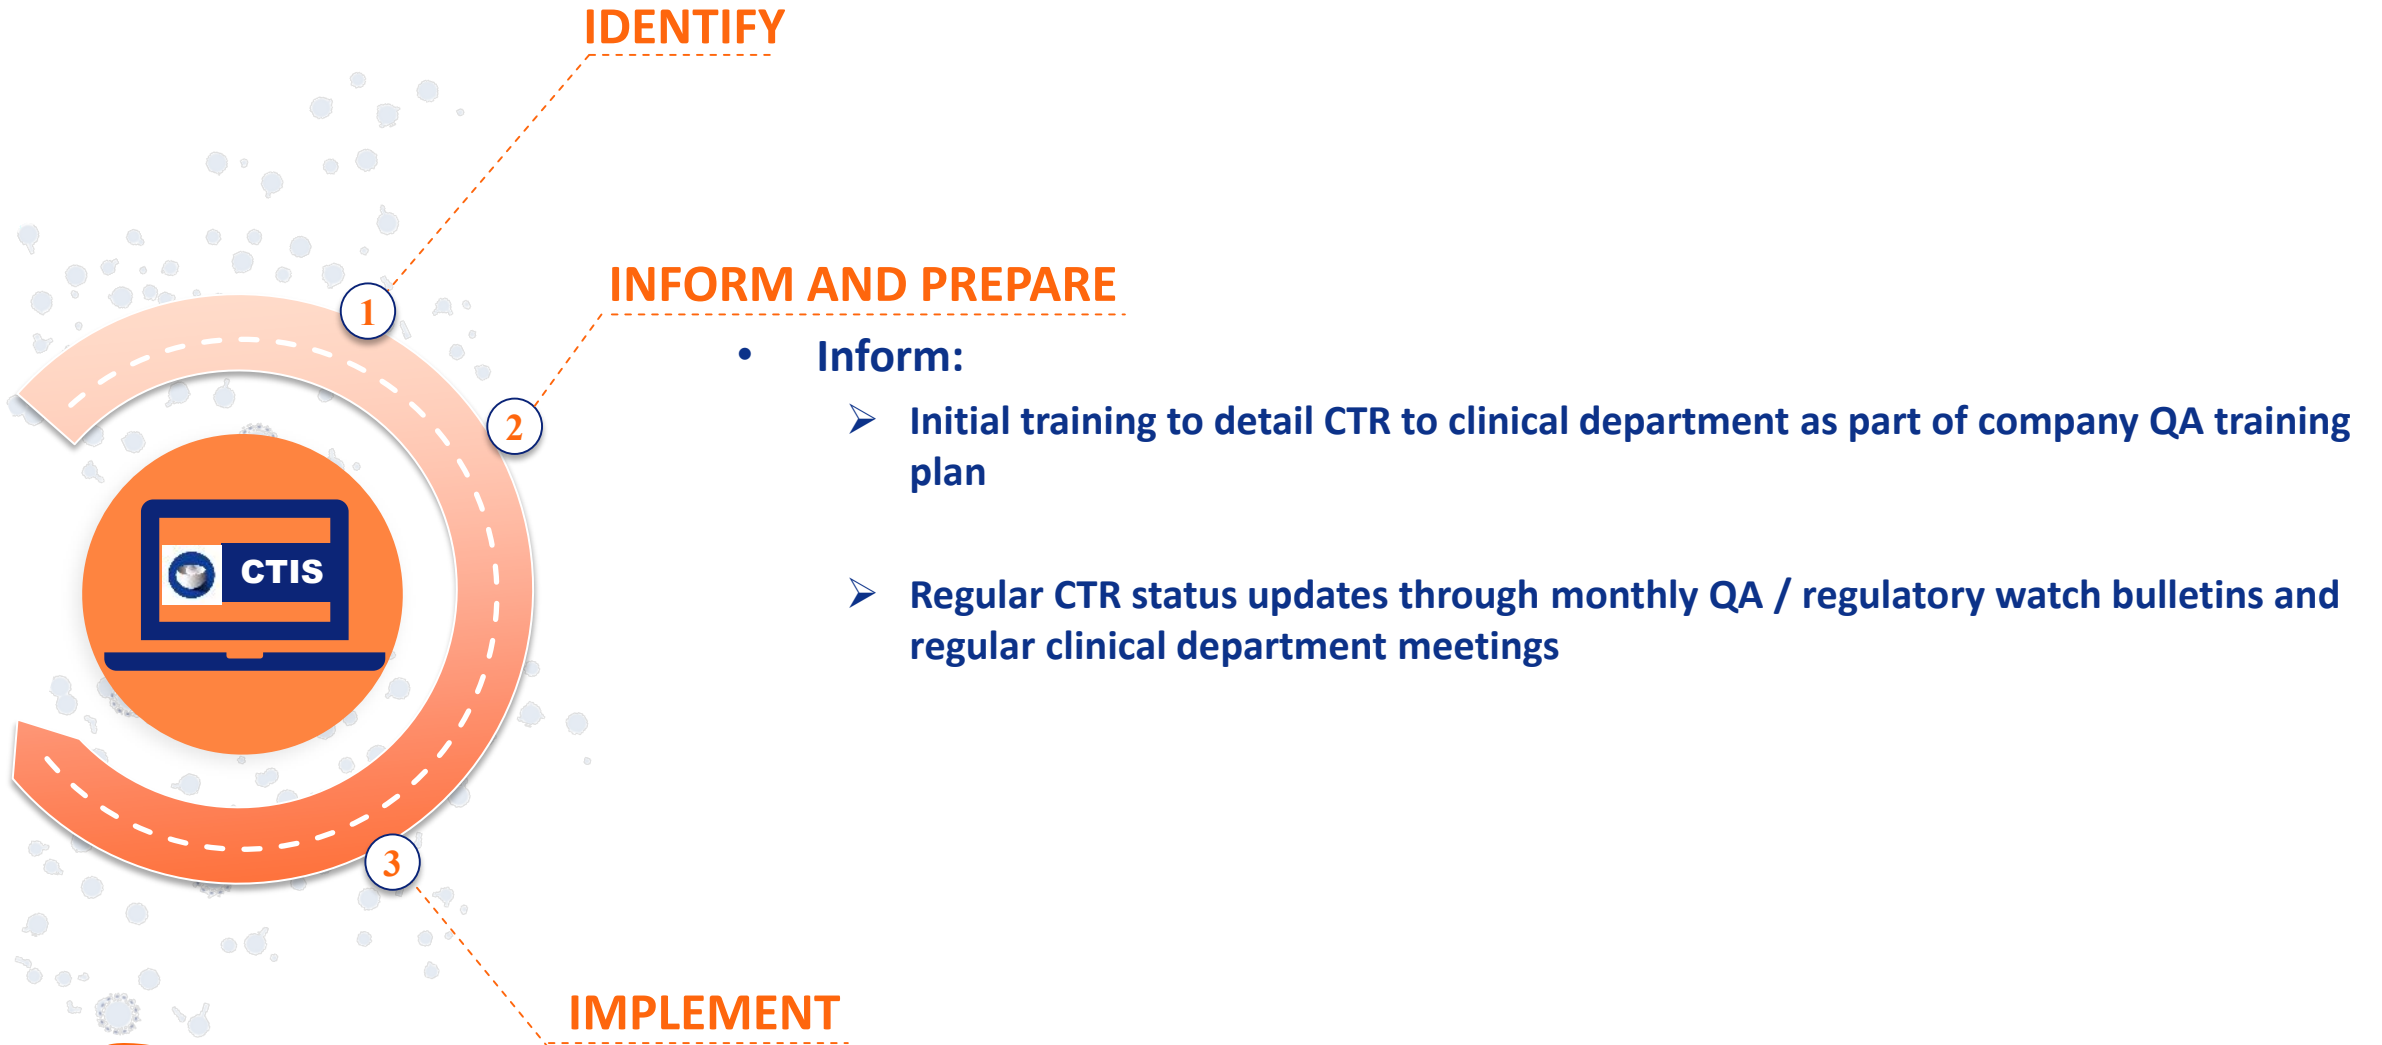 IDENTIFY
1
INFORM AND PREPARE
• Inform:
2
➢ Initial training to detail CTR to clinical department as part of company QA training
plan
CTIS
➢ Regular CTR status updates through monthly QA / regulatory watch bulletins and
regular clinical department meetings
3
IMPLEMENT